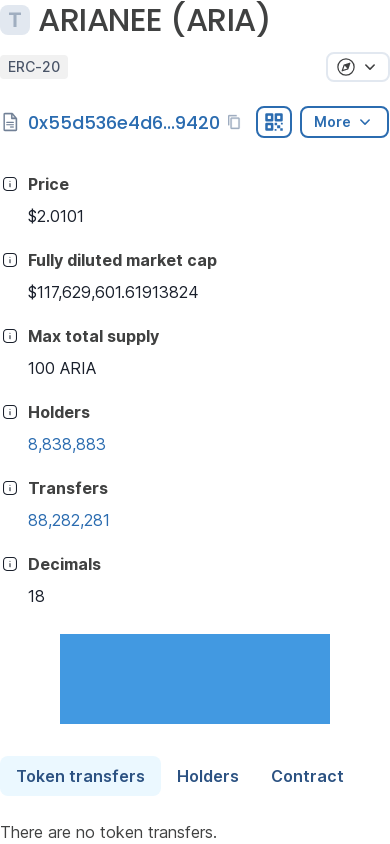 T ARIANEE (ARIA)
ERC-20
0x55d536e4d6...9420 More
Price
$2.0101
Fully diluted market cap
$117,629,601.61913824
Max total supply
100 ARIA
Holders
8,838,883
Transfers
88,282,281
Decimals
18
Token transfers Holders Contract
There are no token transfers.